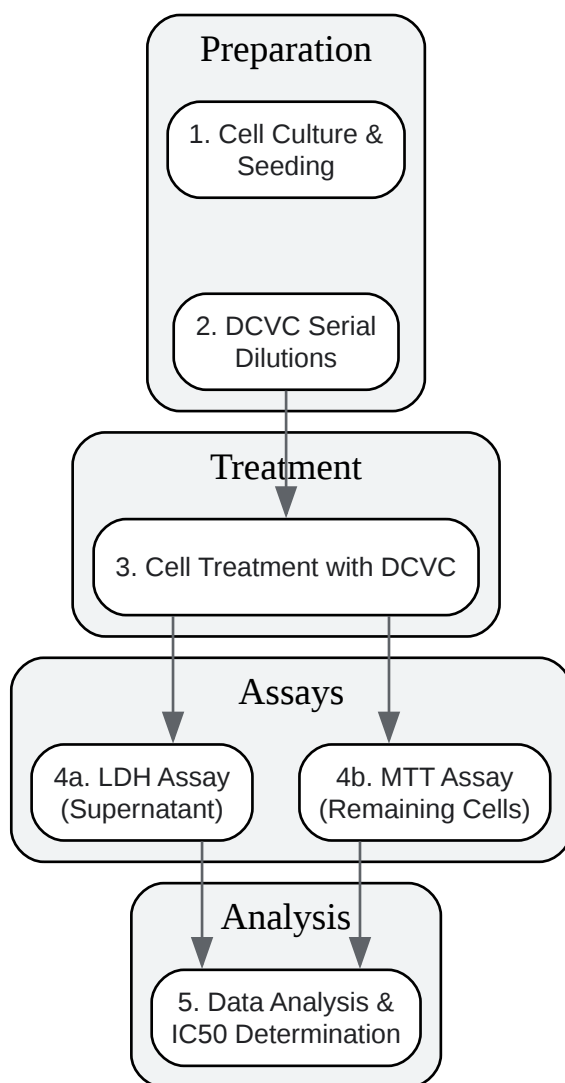 Preparation
1. Cell Culture &
Seeding
2. DCVC Serial
Dilutions
Treatment
3. Cell Treatment with DCVC
Assays
4a. LDH Assay
(Supernatant)
4b. MTT Assay
(Remaining Cells)
Analysis
5. Data Analysis &
IC50 Determination